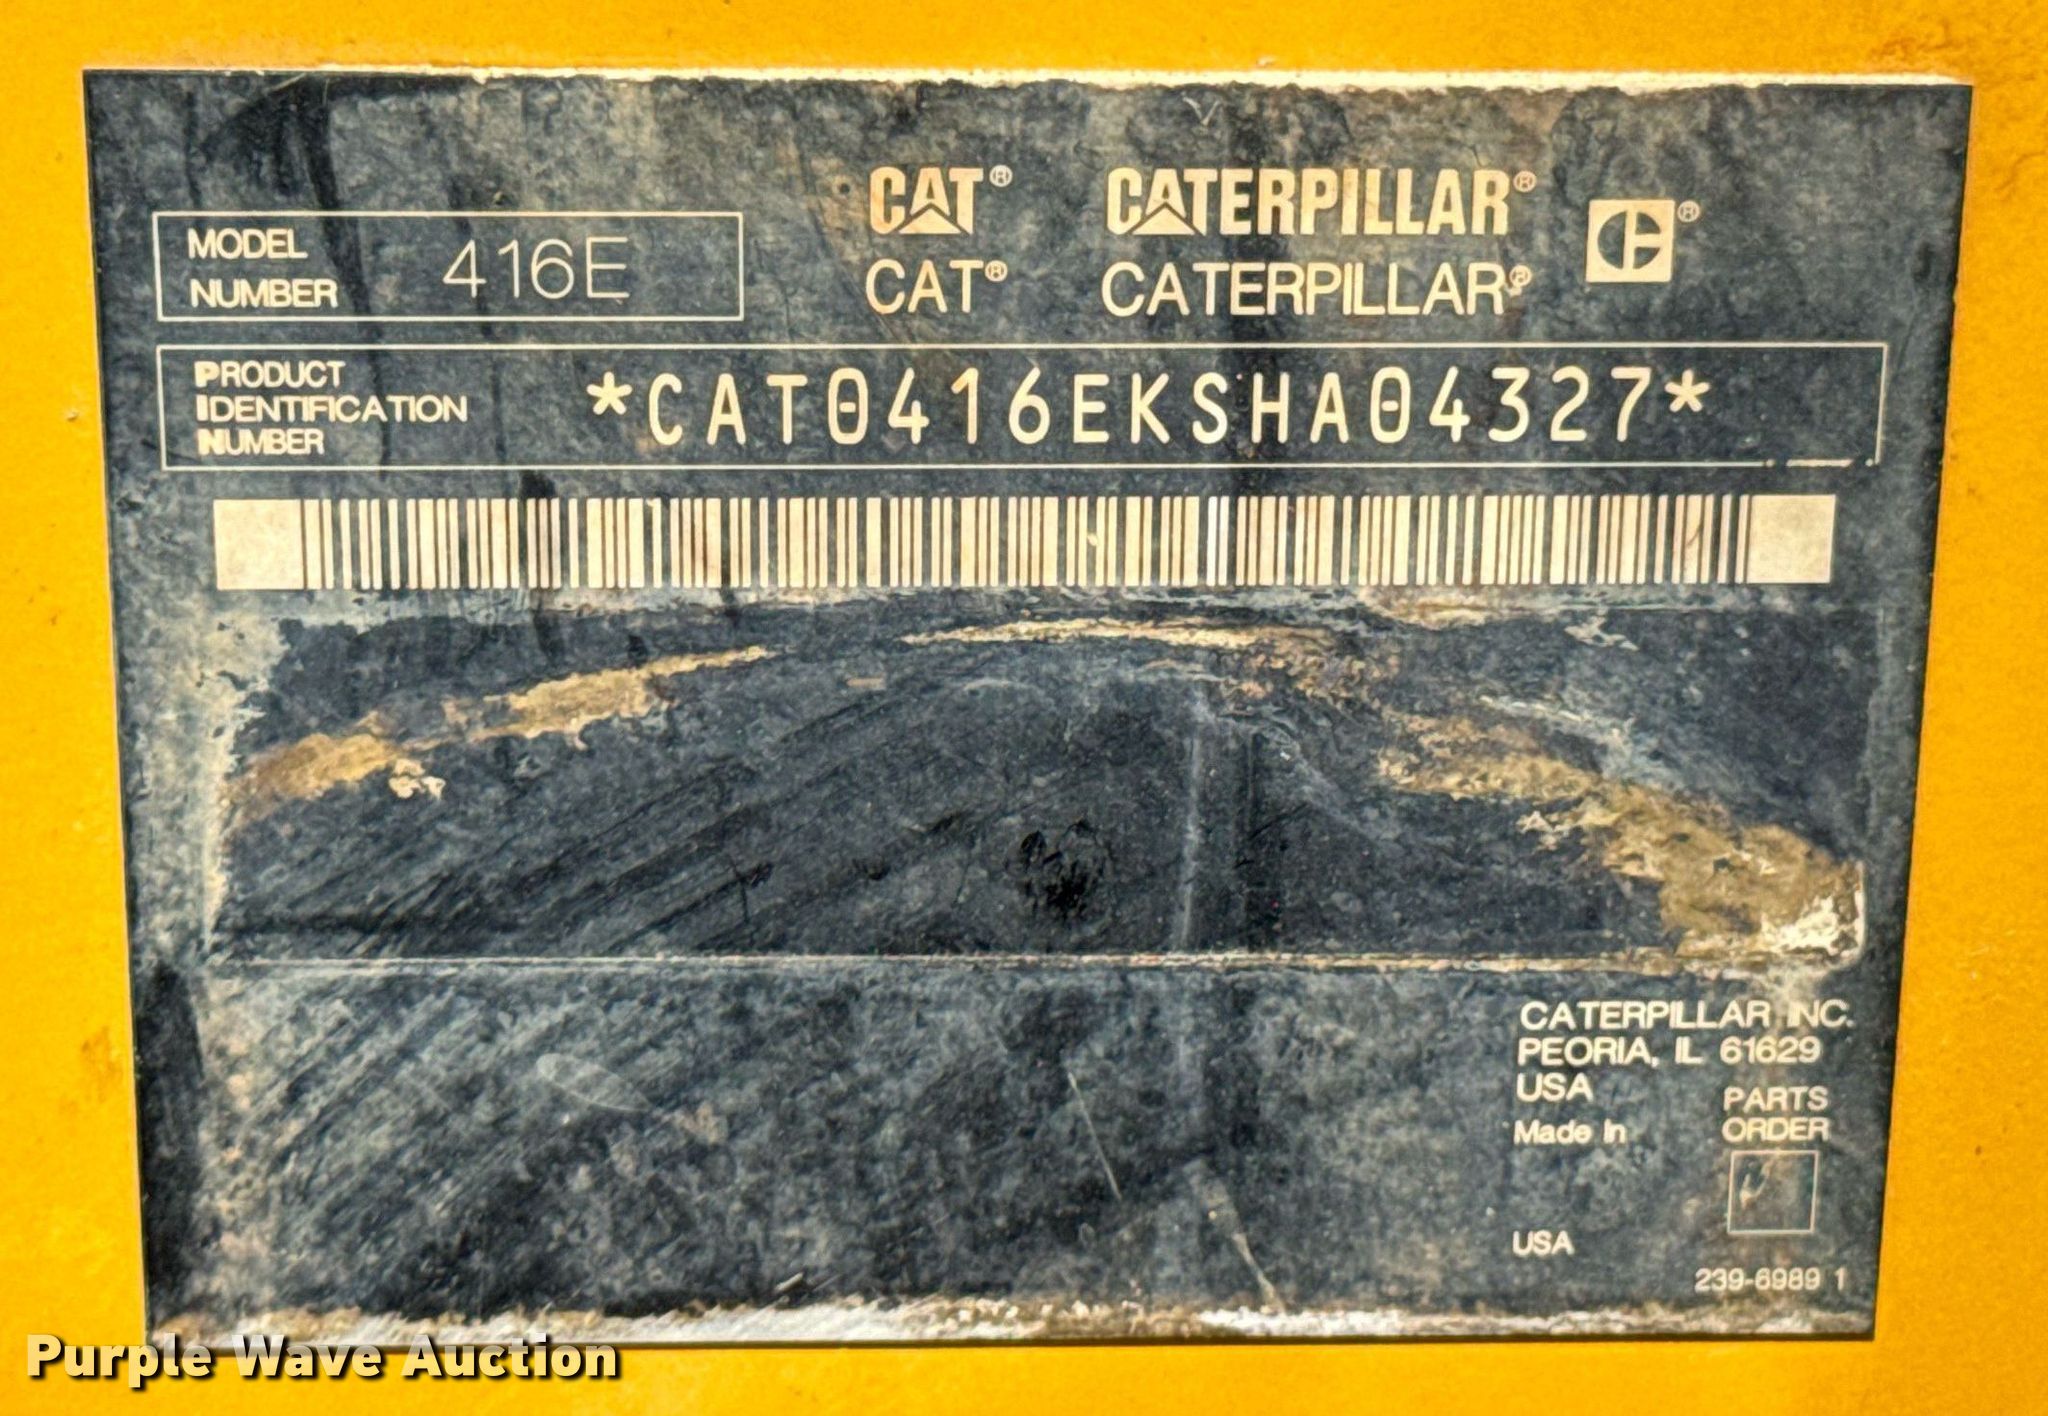 CAT® CATERPILLAR® ®
CAT® CATERPILLAR®
MODEL
NUMBER 416E
PRODUCT
IDENTIFICATION
NUMBER
*CAT0416EKSHA04327*
CATERPILLAR INC.
PEORIA, IL 61629
USA
PARTS
ORDER
Made In
USA
239-6989 1
Purple Wave Auction